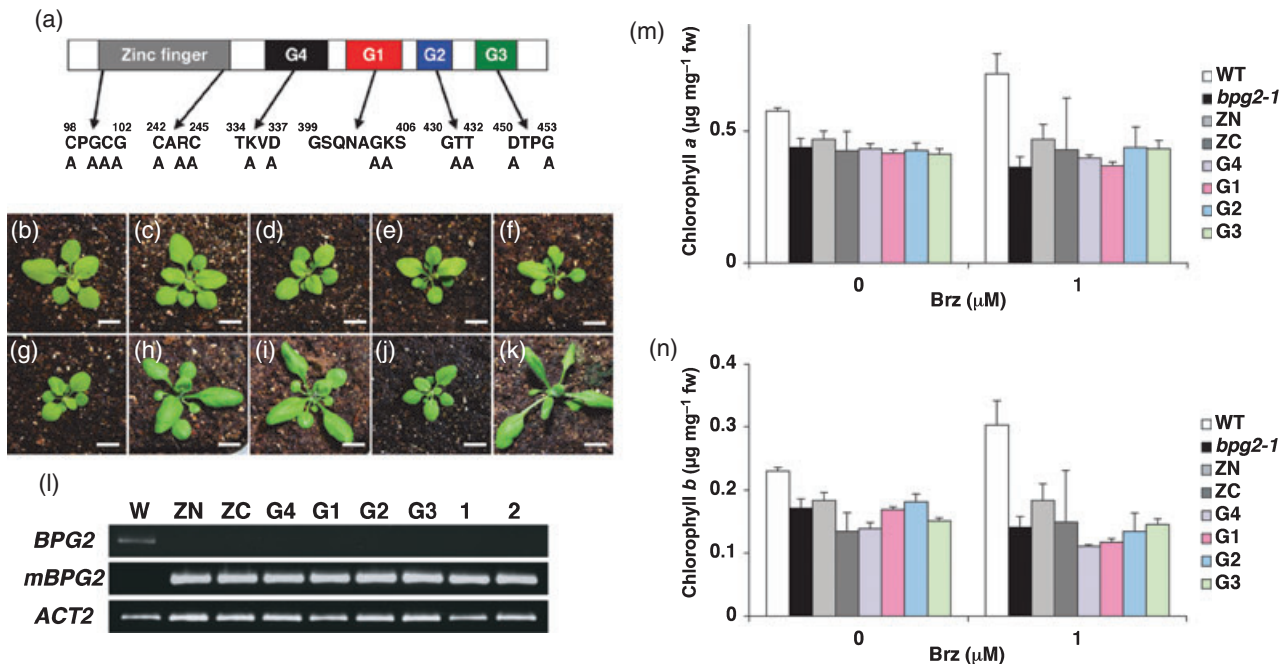 (a)
Zinc finger G4 G1 G2 G3
98 102 242 245 334 337 399 406 430 432 450 453
CPGCG CARC TKVD GSQNAGKS GTT DTPG
A AAA A AA A A AA AA A A
(b) (c) (d) (e) (f)
(g) (h) (i) (j) (k)
(l)
W ZN ZC G4 G1 G2 G3 1 2
BPG2
mBPG2
ACT2
(m)
Chlorophyll a (µg mg⁻¹ fw)
0.5
0
0 1
Brz (µM)
WT
bpg2-1
ZN
ZC
G4
G1
G2
G3
(n)
Chlorophyll b (µg mg⁻¹ fw)
0.4
0.3
0.2
0.1
0
0 1
Brz (µM)
WT
bpg2-1
ZN
ZC
G4
G1
G2
G3